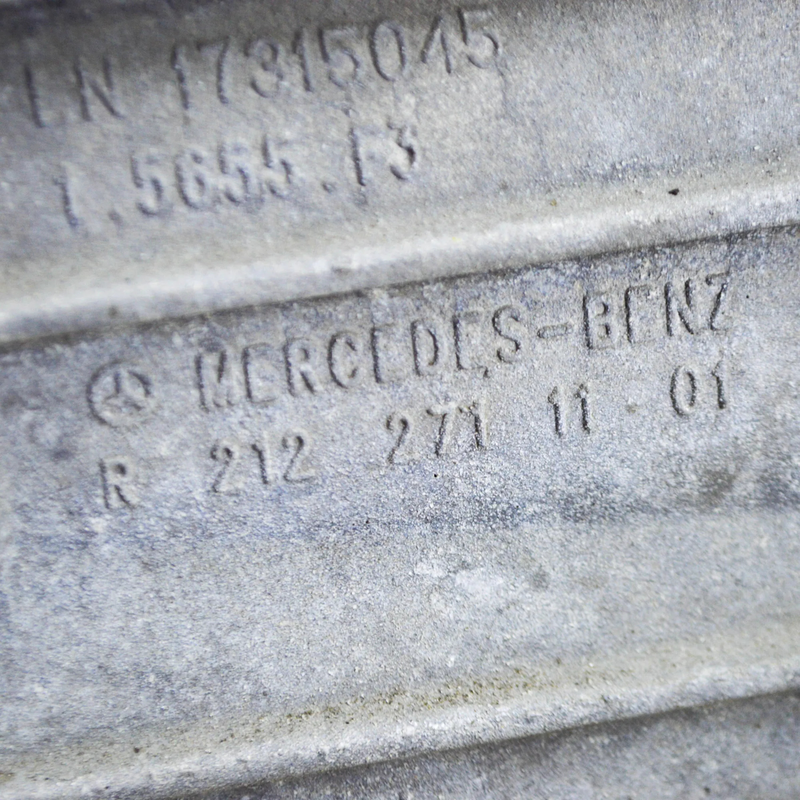 LN 17315045
1.5655.F3
MERCEDES-BENZ
R 212 271 11 01